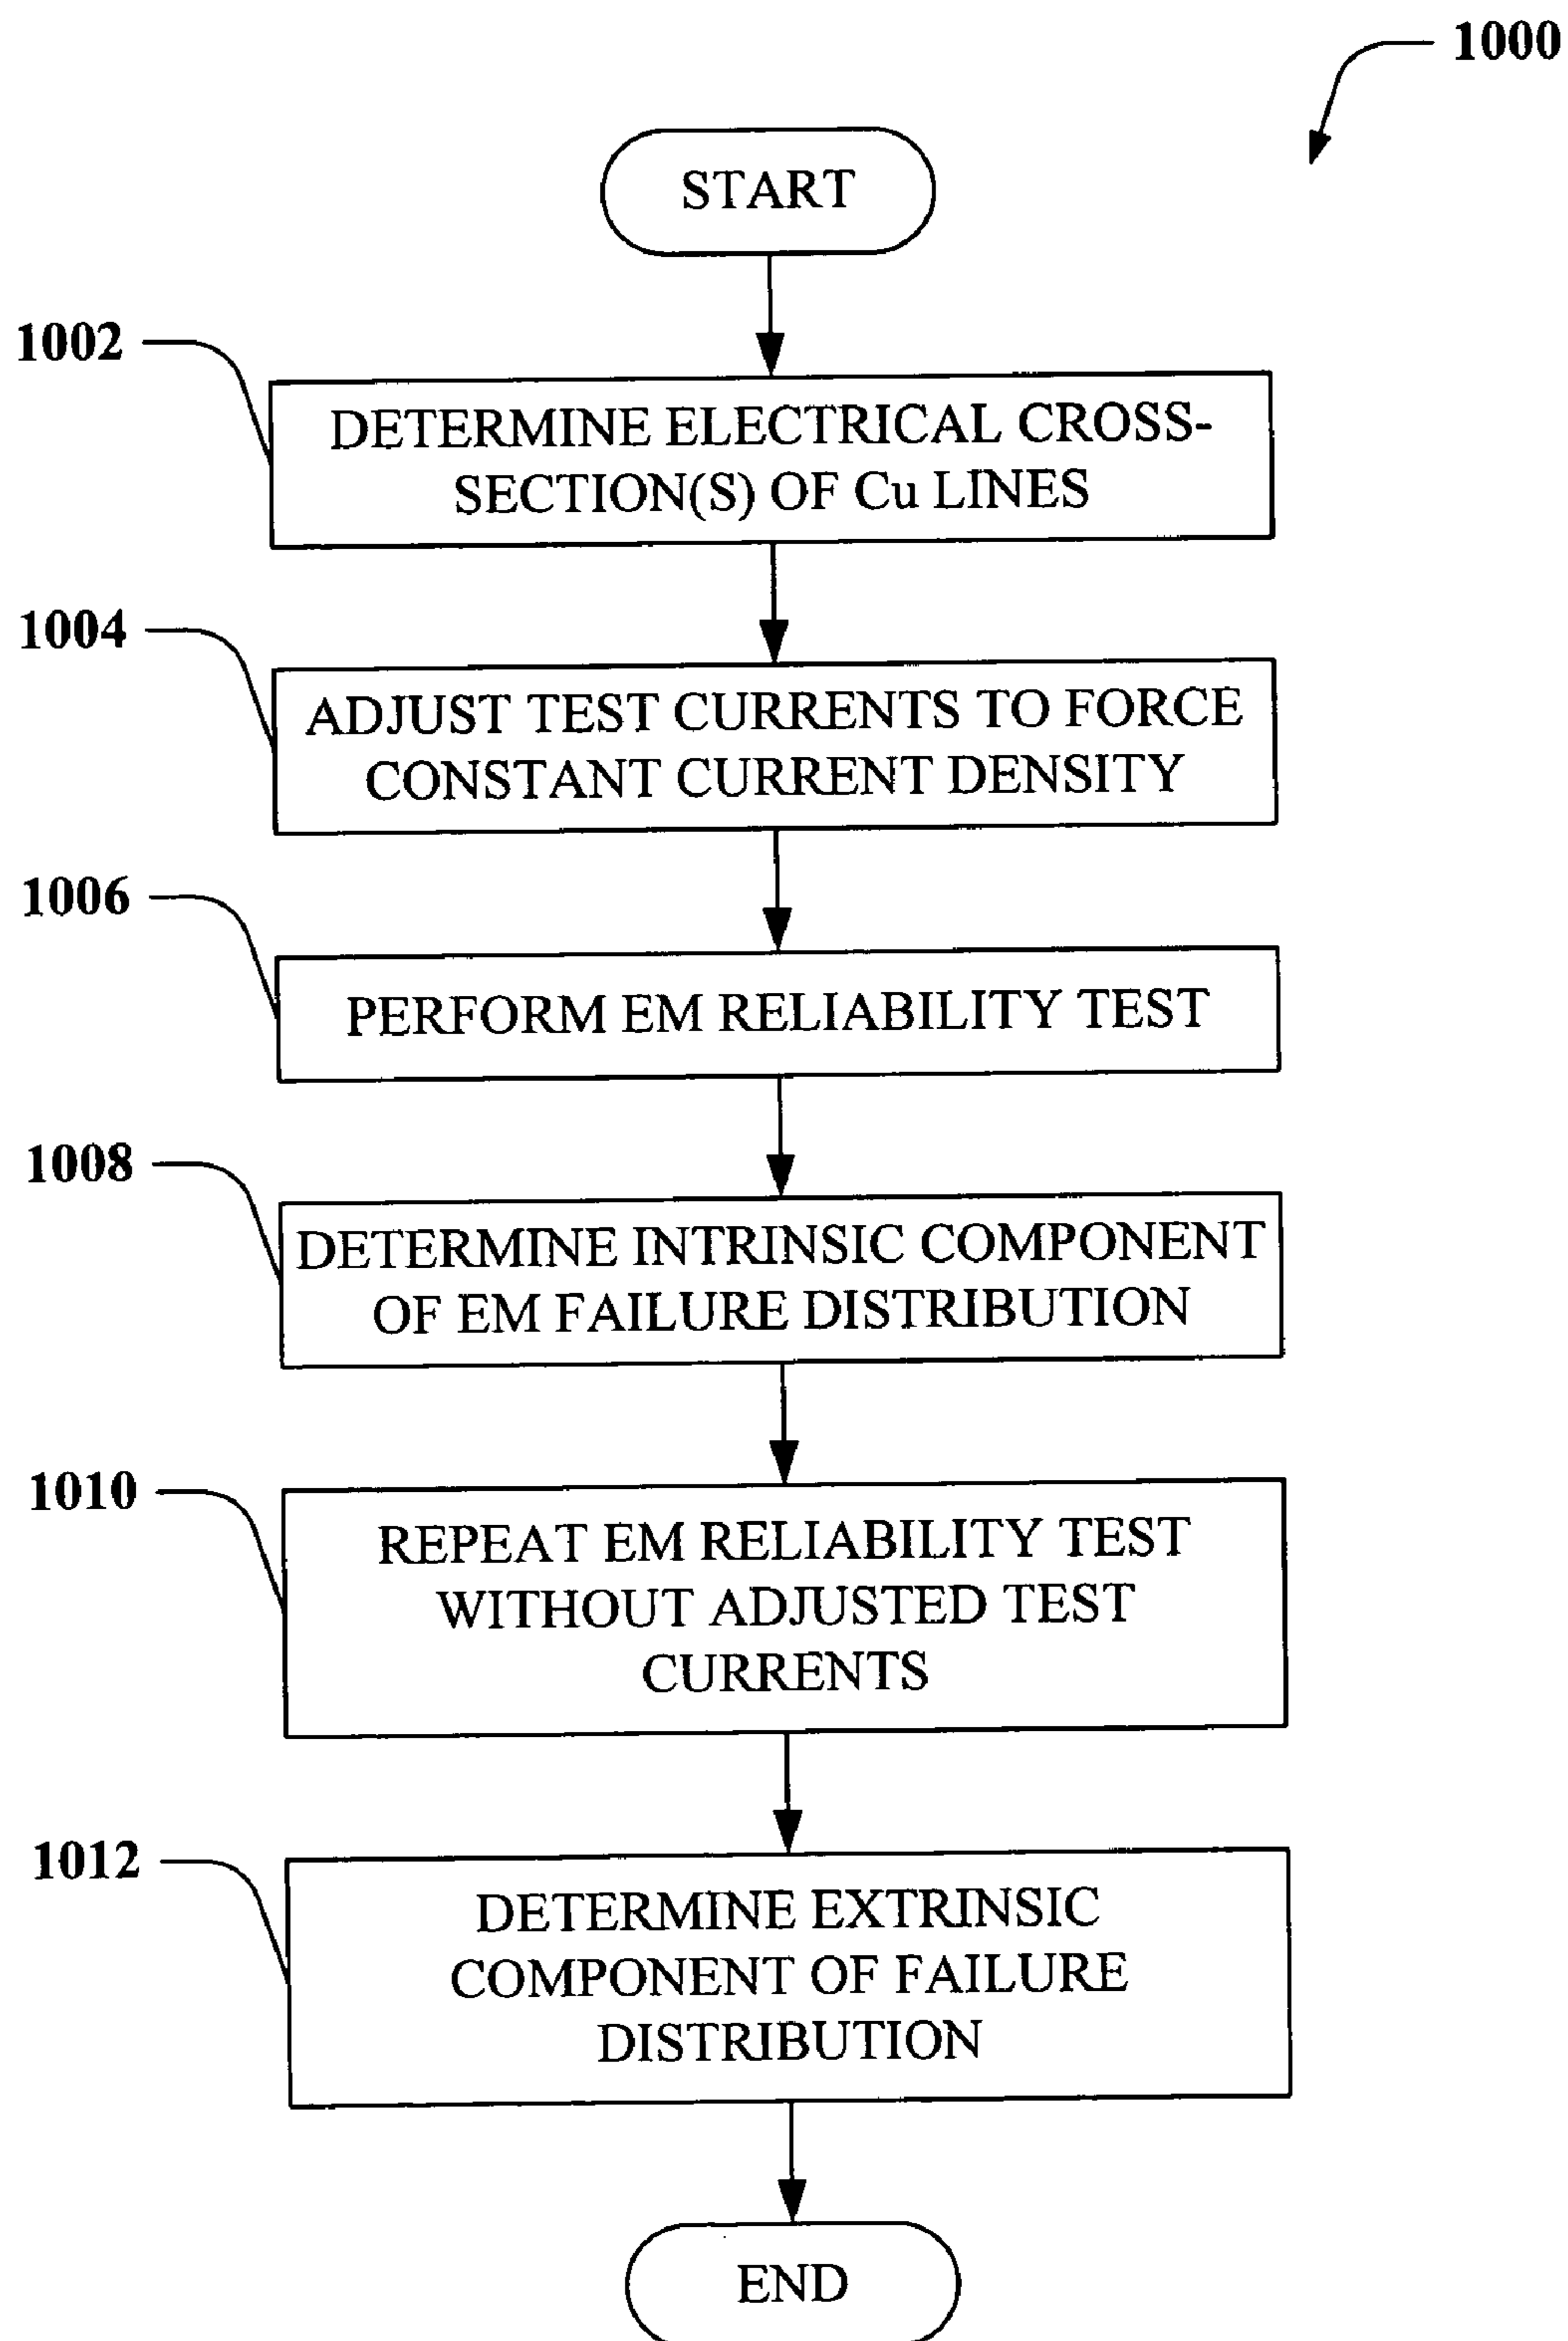 1000
START
1002
DETERMINE ELECTRICAL CROSS-
SECTION(S) OF Cu LINES
1004
ADJUST TEST CURRENTS TO FORCE
CONSTANT CURRENT DENSITY
1006
PERFORM EM RELIABILITY TEST
1008
DETERMINE INTRINSIC COMPONENT
OF EM FAILURE DISTRIBUTION
1010
REPEAT EM RELIABILITY TEST
WITHOUT ADJUSTED TEST
CURRENTS
1012
DETERMINE EXTRINSIC
COMPONENT OF FAILURE
DISTRIBUTION
END